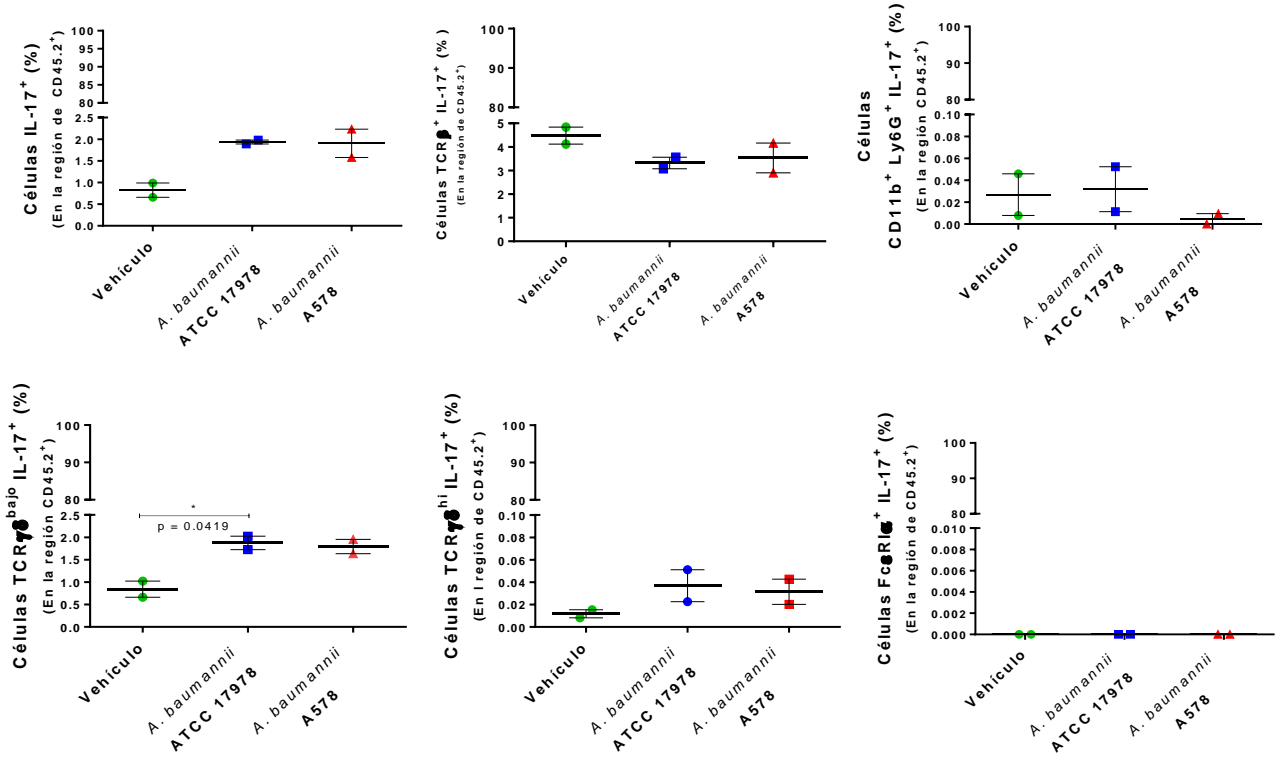 Células IL-17⁺ (%)
(En la región de CD45.2⁺)
100
95
90
85
80
2.5
2.0
1.5
1.0
0.5
0.0
Vehículo
A. baumannii
ATCC 17978
A. baumannii
A578
Células TCRβ⁺ IL-17⁺ (%)
(En la región de CD45.2⁺)
100
90
80
5
4
3
2
1
0
Vehículo
A. baumannii
ATCC 17978
A. baumannii
A578
Células
CD11b⁺ Ly6G⁺ IL-17⁺ (%)
(En la región de CD45.2⁺)
100
90
80
0.10
0.08
0.06
0.04
0.02
0.00
Vehículo
A. baumannii
ATCC 17978
A. baumannii
A578
Células TCRγδ^bajo IL-17⁺ (%)
(En la región CD45.2⁺)
100
90
80
2.5
2.0
1.5
1.0
0.5
0.0
*
p = 0.0419
Vehículo
A. baumannii
ATCC 17978
A. baumannii
A578
Células TCRγδ^hi IL-17⁺ (%)
(En l región de CD45.2⁺)
100
90
80
0.10
0.08
0.06
0.04
0.02
0.00
Vehículo
A. baumannii
ATCC 17978
A. baumannii
A578
Células FcεRIα⁺ IL-17⁺ (%)
(En la región de CD45.2⁺)
100
90
80
0.010
0.008
0.006
0.004
0.002
0.000
Vehículo
A. baumannii
ATCC 17978
A. baumannii
A578